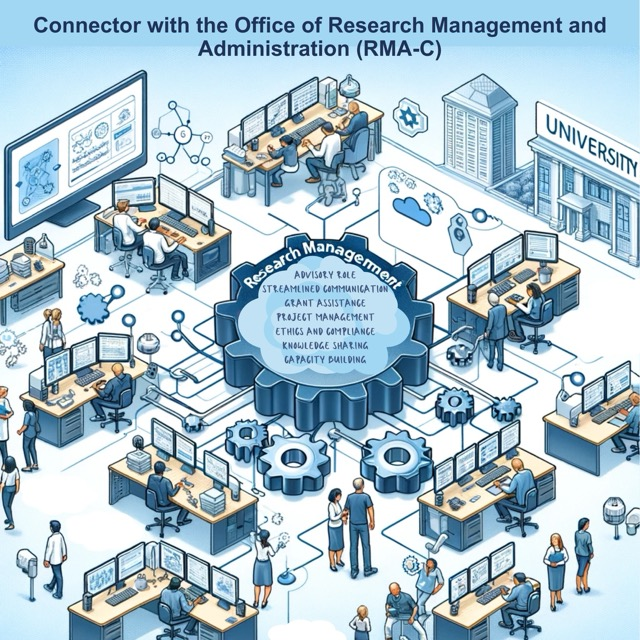 Connector with the Office of Research Management and
Administration (RMA-C)
UNIVERSITY
Research Management
ADVISORY ROLE
STREAMLINED COMMUNICATION
GRANT ASSISTANCE
PROJECT MANAGEMENT
ETHICS AND COMPLIANCE
KNOWLEDGE SHARING
CAPACITY BUILDING